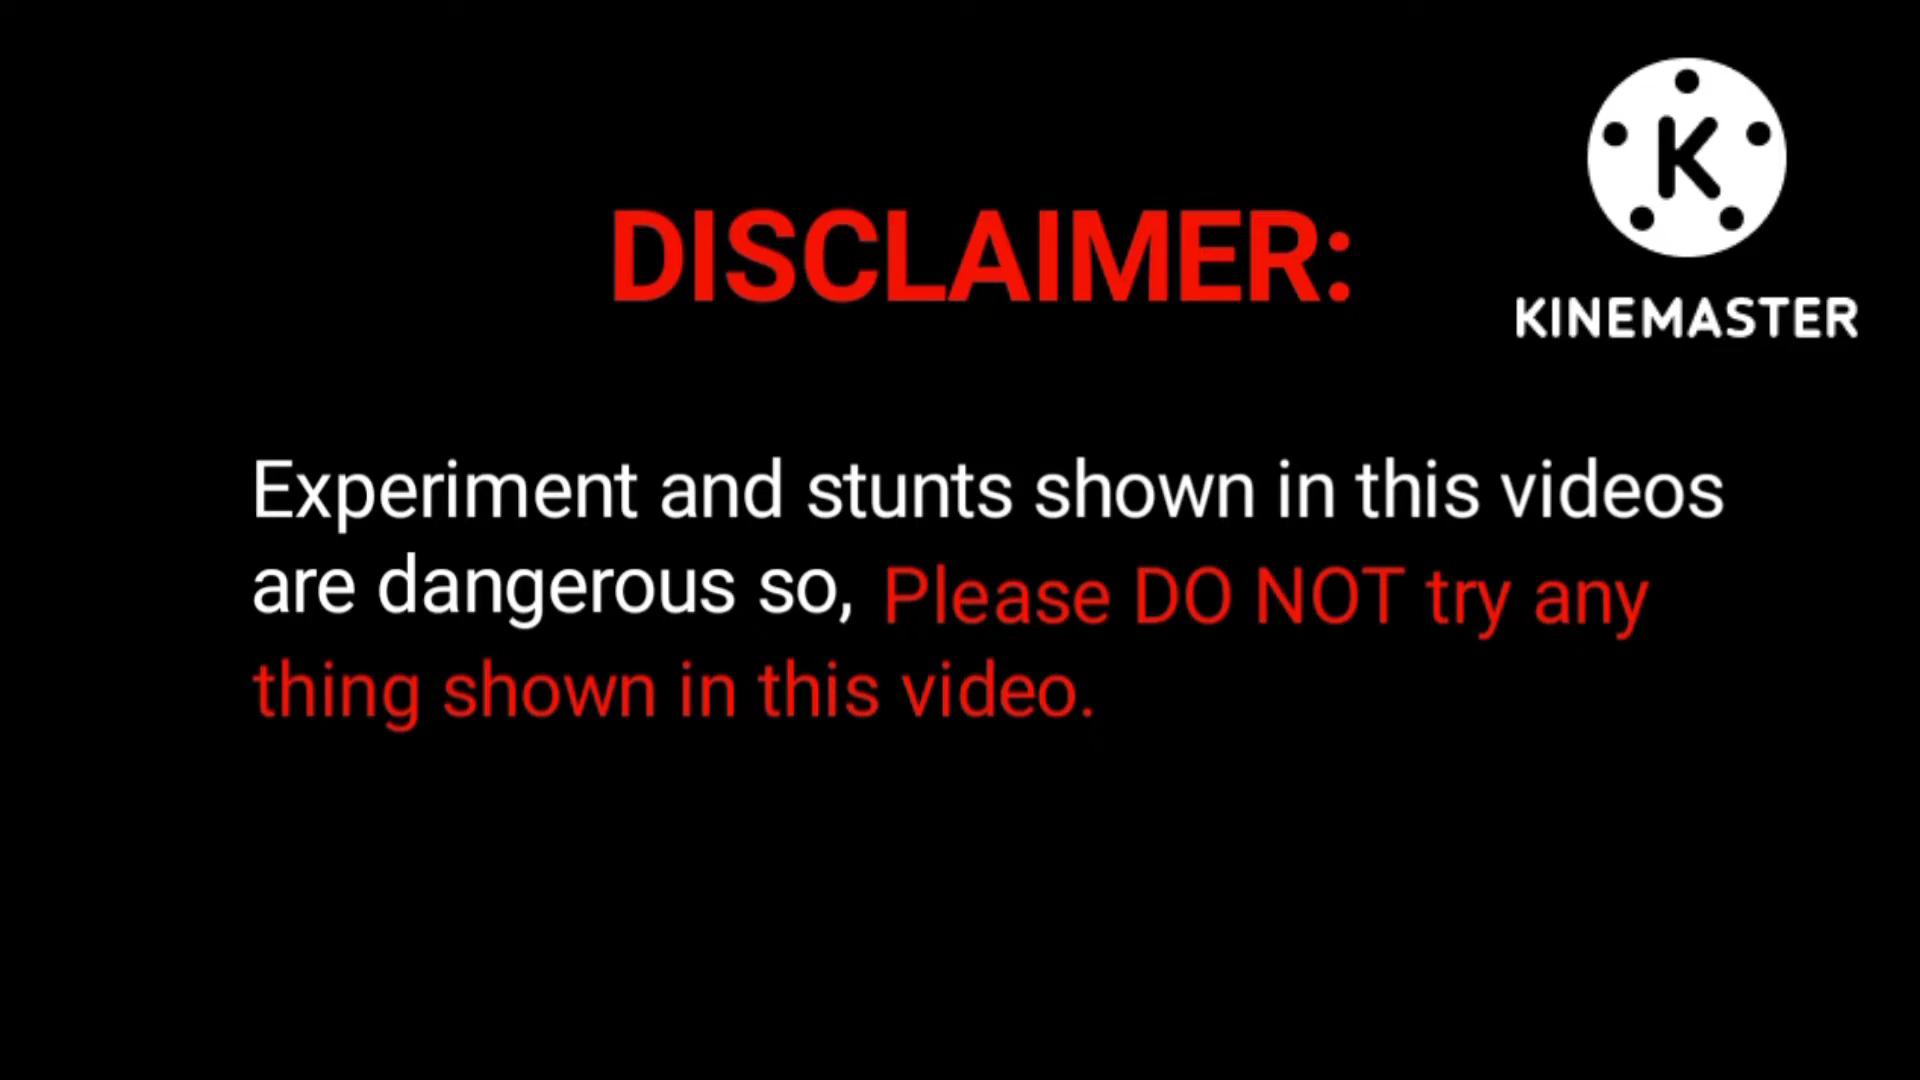 K
KINEMASTER
DISCLAIMER:
Experiment and stunts shown in this videos
are dangerous so, Please DO NOT try any
thing shown in this video.